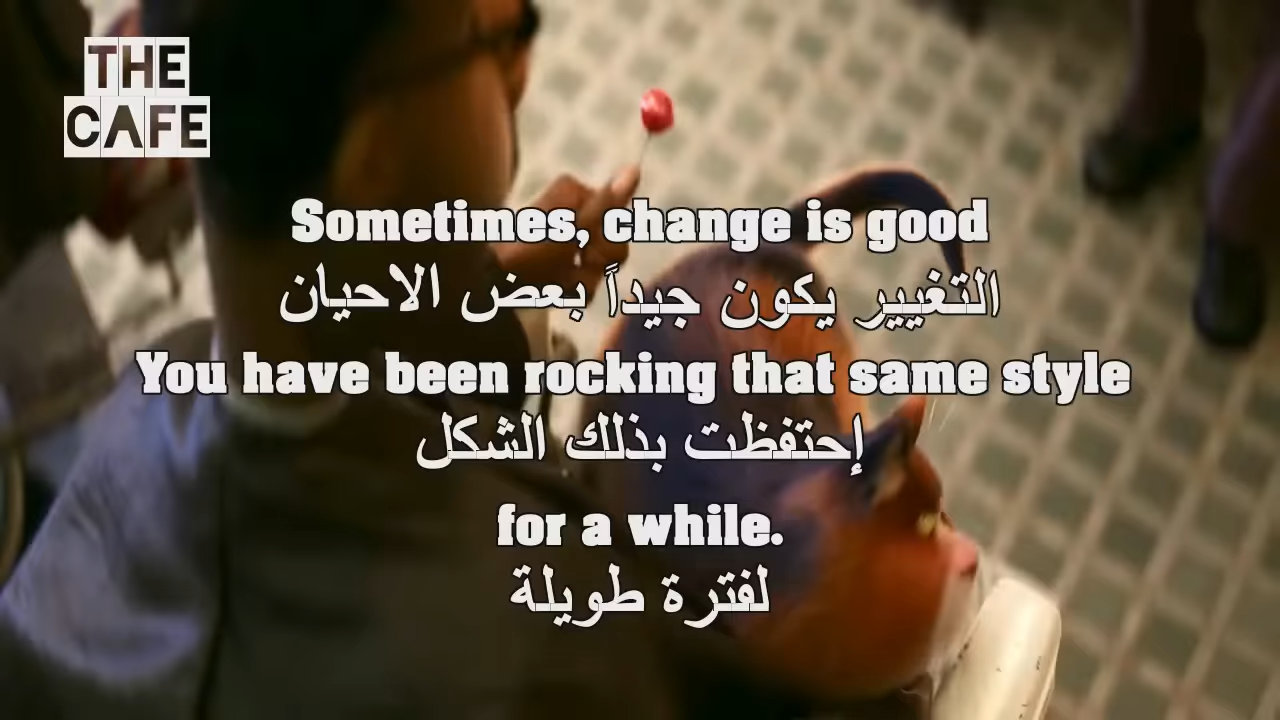 THE
CAFE
Sometimes, change is good
التغيير يكون جيداً بعض الاحيان
You have been rocking that same style
إحتفظت بذلك الشكل
for a while.
لفترة طويلة